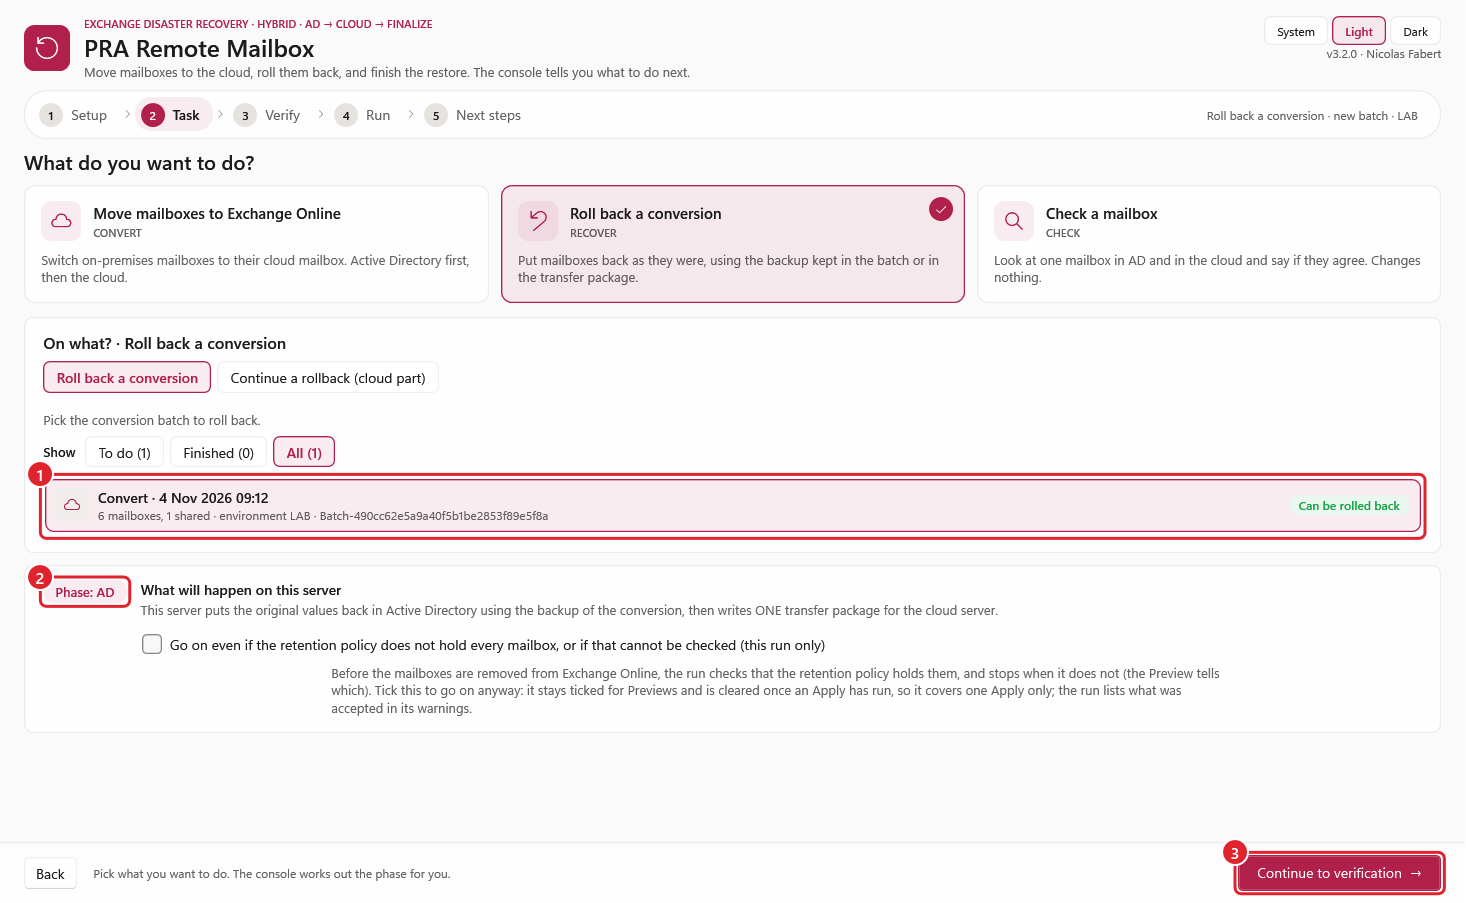 EXCHANGE DISASTER RECOVERY · HYBRID · AD → CLOUD → FINALIZE
PRA Remote Mailbox
Move mailboxes to the cloud, roll them back, and finish the restore. The console tells you what to do next.
System
Light
Dark
v3.2.0 · Nicolas Fabert
1 Setup
2 Task
3 Verify
4 Run
5 Next steps
Roll back a conversion · new batch · LAB
What do you want to do?
Move mailboxes to Exchange Online
CONVERT
Switch on-premises mailboxes to their cloud mailbox. Active Directory first,
then the cloud.
Roll back a conversion
RECOVER
Put mailboxes back as they were, using the backup kept in the batch or in
the transfer package.
Check a mailbox
CHECK
Look at one mailbox in AD and in the cloud and say if they agree. Changes
nothing.
On what? · Roll back a conversion
Roll back a conversion
Continue a rollback (cloud part)
Pick the conversion batch to roll back.
Show
To do (1)
Finished (0)
All (1)
1
Convert · 4 Nov 2026 09:12
6 mailboxes, 1 shared · environment LAB · Batch-490cc62e5a9a40f5b1be2853f89e5f8a
Can be rolled back
2
Phase: AD
What will happen on this server
This server puts the original values back in Active Directory using the backup of the conversion, then writes ONE transfer package for the cloud server.
Go on even if the retention policy does not hold every mailbox, or if that cannot be checked (this run only)
Before the mailboxes are removed from Exchange Online, the run checks that the retention policy holds them, and stops when it does not (the Preview tells
which). Tick this to go on anyway: it stays ticked for Previews and is cleared once an Apply has run, so it covers one Apply only; the run lists what was
accepted in its warnings.
Back
Pick what you want to do. The console works out the phase for you.
3
Continue to verification →